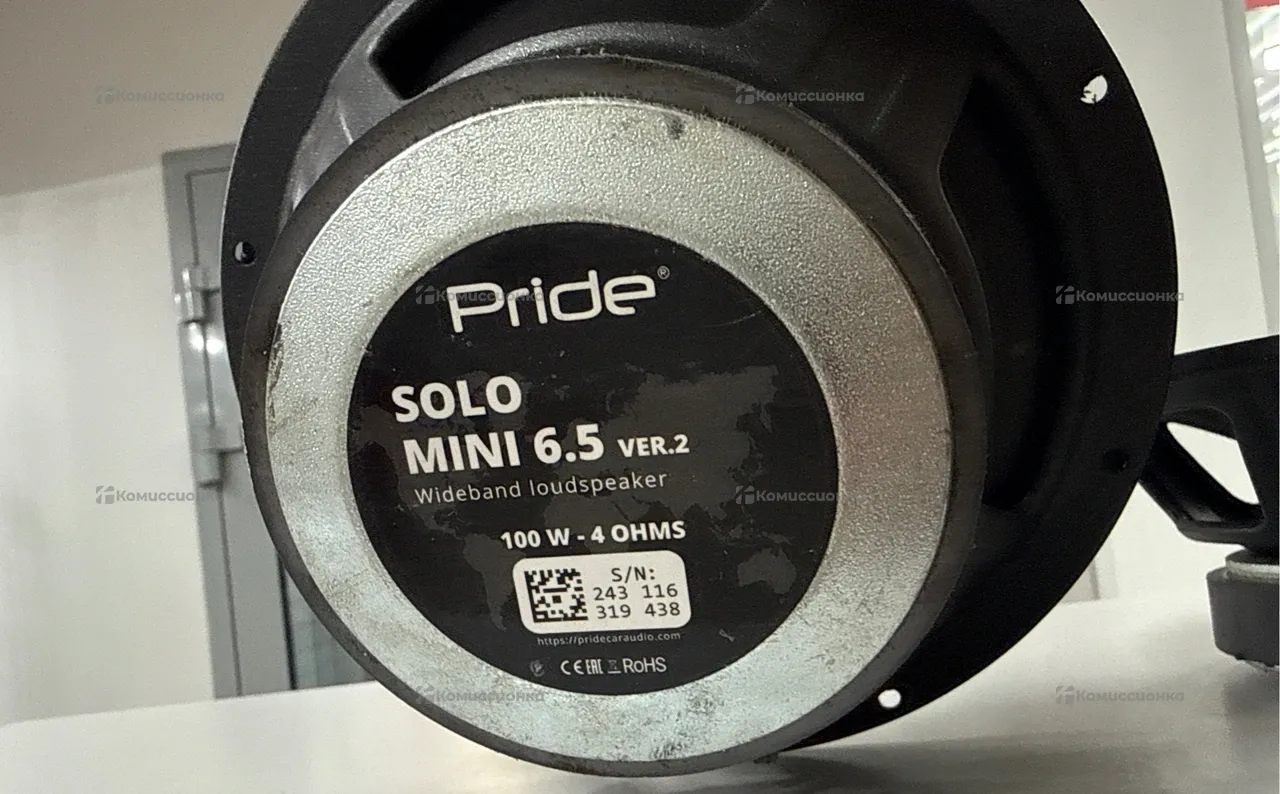 Pride®
SOLO
MINI 6.5 VER.2
Wideband loudspeaker
100 W - 4 OHMS
S/N:
243 116
319 438
https://pridecaraudio.com
CE EAC RoHS
Комиссионка
Комиссионка
Комиссионка
Комиссионка
Комиссионка
Комиссионка
Комиссионка
Комиссионка